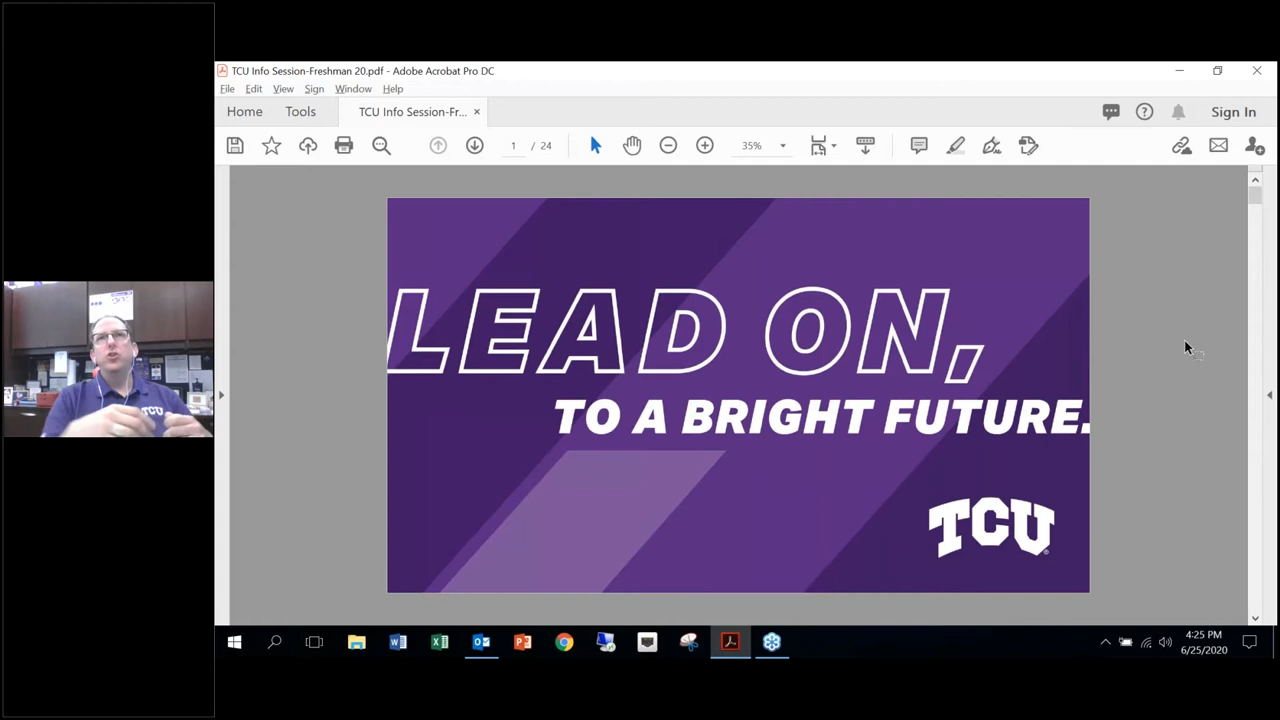 TCU Info Session-Freshman 20.pdf - Adobe Acrobat Pro DC
File Edit View Sign Window Help
Home Tools TCU Info Session-Fr... Sign In
1 / 24 35%
LEAD ON,
TO A BRIGHT FUTURE.
TCU
TCU
4:25 PM
6/25/2020